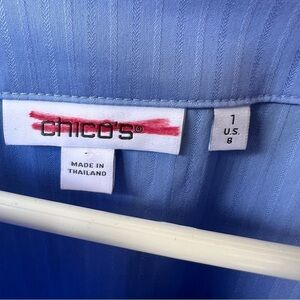 chico's®
MADE IN
THAILAND
1
U.S.
8